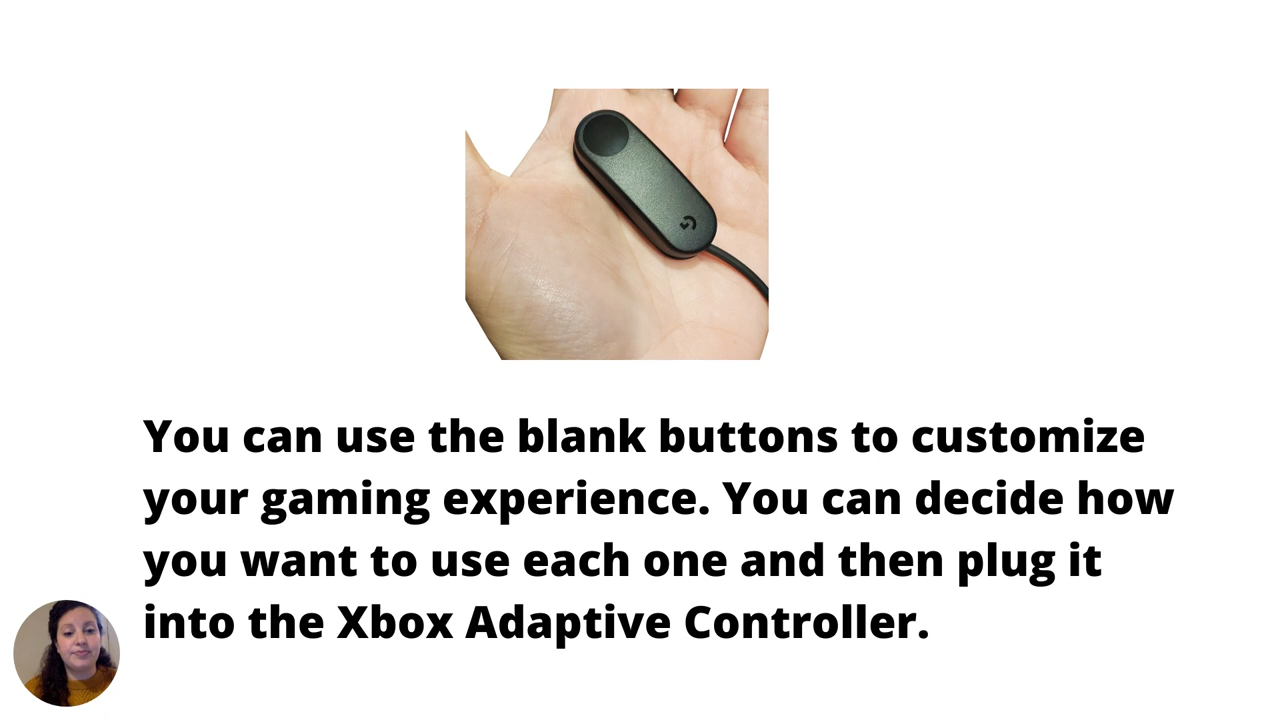 You can use the blank buttons to customize
your gaming experience. You can decide how
you want to use each one and then plug it
into the Xbox Adaptive Controller.